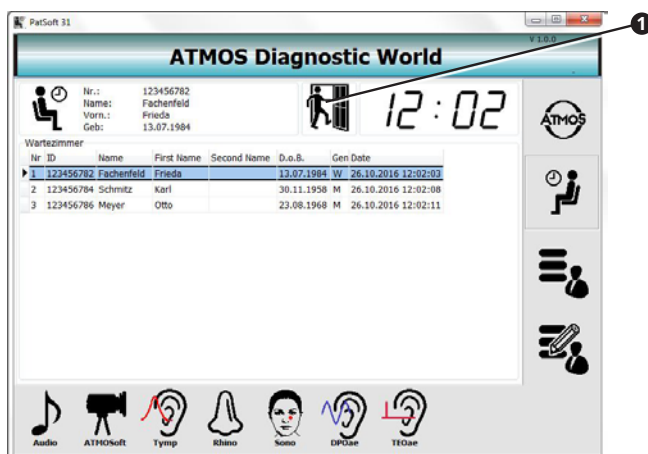 PatSoft 31
1
V 1.0.0
ATMOS Diagnostic World
Nr.: 123456782
Name: Fachenfeld
Vorn.: Frieda
Geb: 13.07.1984
12:02
ATMOS
Wartezimmer
Nr ID Name First Name Second Name D.o.B. Gen Date
1 123456782 Fachenfeld Frieda 13.07.1984 W 26.10.2016 12:02:03
2 123456784 Schmitz Karl 30.11.1958 M 26.10.2016 12:02:08
3 123456786 Meyer Otto 23.08.1968 M 26.10.2016 12:02:11
Audio ATMOSoft Tymp Rhino Sono DPOae TEOae